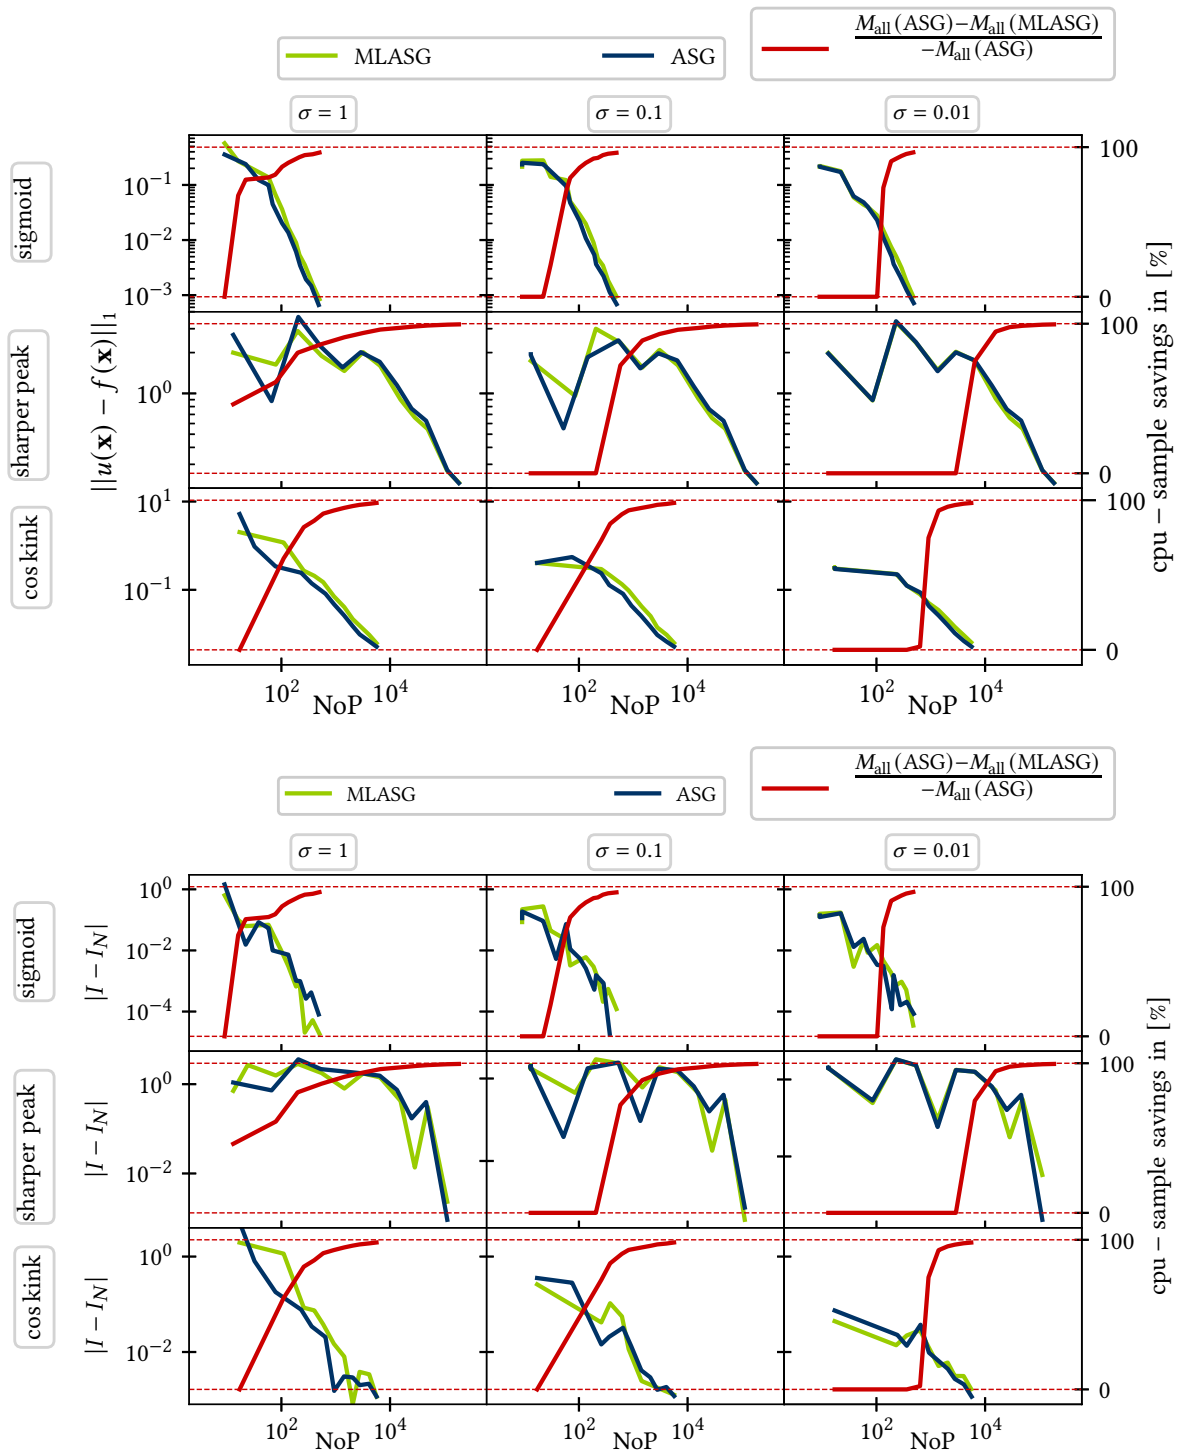 MLASG ASG M_all(ASG)−M_all(MLASG)
−M_all(ASG)
σ = 1 σ = 0.1 σ = 0.01
sigmoid
10^−1
10^−2
10^−3
100
0
sharper peak
10^0
100
0
cos kink
10^1
10^−1
100
0
||u(x) − f(x)||_1
cpu − sample savings in [%]
10^2 10^4 10^2 10^4 10^2 10^4
NoP NoP NoP
MLASG ASG M_all(ASG)−M_all(MLASG)
−M_all(ASG)
σ = 1 σ = 0.1 σ = 0.01
sigmoid
|I − I_N|
10^0
10^−2
10^−4
100
0
sharper peak
|I − I_N|
10^0
10^−2
100
0
cos kink
|I − I_N|
10^0
10^−2
100
0
cpu − sample savings in [%]
10^2 10^4 10^2 10^4 10^2 10^4
NoP NoP NoP